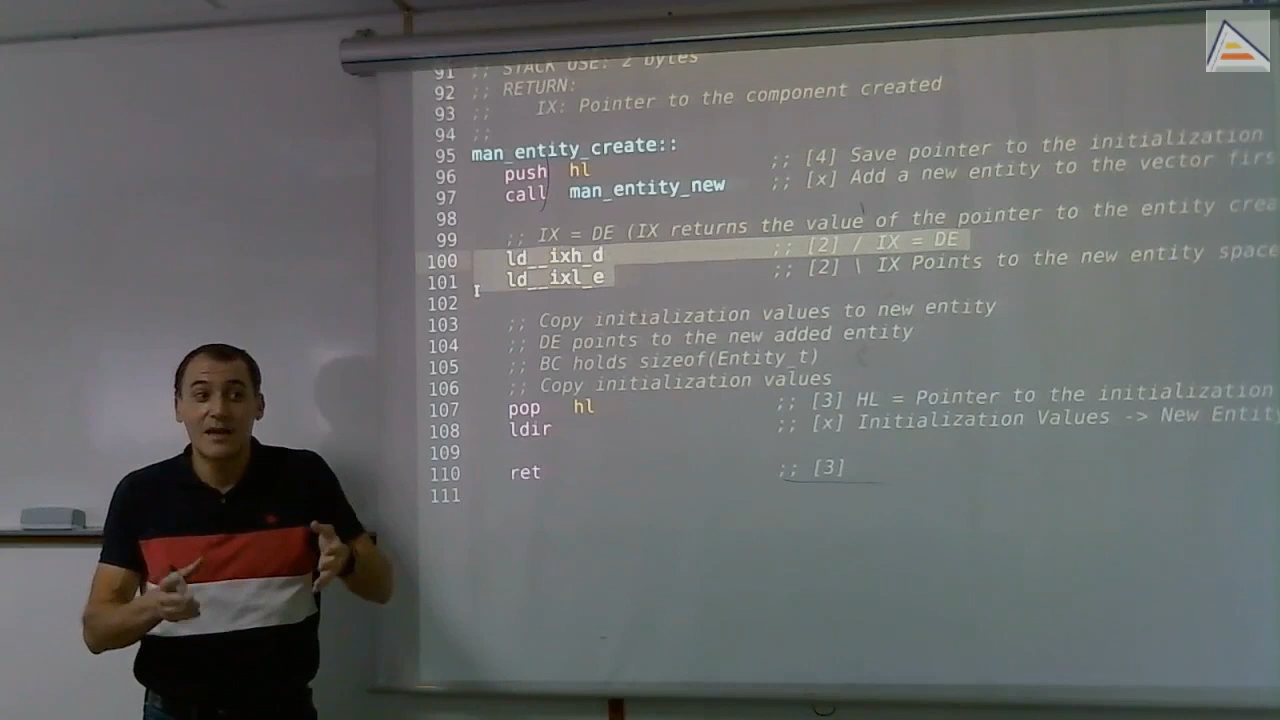 91 ;; STACK USE: 2 bytes
92 ;; RETURN:
93 ;; IX: Pointer to the component created
94 ;;
95 man_entity_create::
96 push hl ;; [4] Save pointer to the initialization
97 call man_entity_new ;; [x] Add a new entity to the vector firs
98
99 ;; IX = DE (IX returns the value of the pointer to the entity crea
100 ld__ixh_d ;; [2] / IX = DE
101 ld__ixl_e ;; [2] \ IX Points to the new entity space
102
103 ;; Copy initialization values to new entity
104 ;; DE points to the new added entity
105 ;; BC holds sizeof(Entity_t)
106 ;; Copy initialization values
107 pop hl ;; [3] HL = Pointer to the initialization
108 ldir ;; [x] Initialization Values -> New Entity
109
110 ret ;; [3]
111